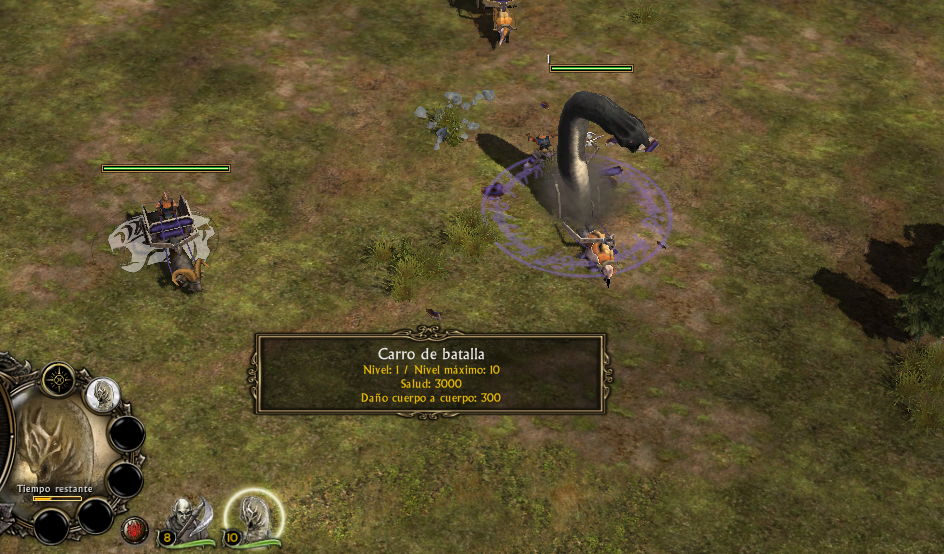 Carro de batalla
Nivel: 1 / Nivel máximo: 10
Salud: 3000
Daño cuerpo a cuerpo: 300
Tiempo restante
8
10